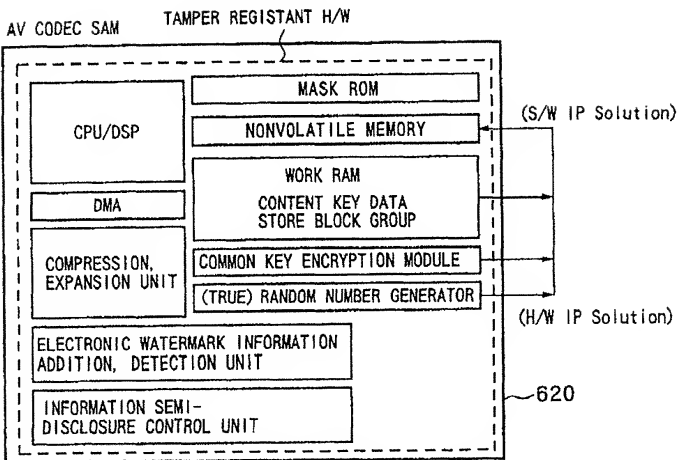 AV CODEC SAM
TAMPER REGISTANT H/W
CPU/DSP
DMA
COMPRESSION,
EXPANSION UNIT
MASK ROM
NONVOLATILE MEMORY
WORK RAM
CONTENT KEY DATA
STORE BLOCK GROUP
COMMON KEY ENCRYPTION MODULE
(TRUE) RANDOM NUMBER GENERATOR
ELECTRONIC WATERMARK INFORMATION
ADDITION, DETECTION UNIT
INFORMATION SEMI-
DISCLOSURE CONTROL UNIT
(S/W IP Solution)
(H/W IP Solution)
620